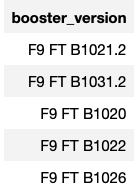 booster_version
F9 FT B1021.2
F9 FT B1031.2
F9 FT B1020
F9 FT B1022
F9 FT B1026